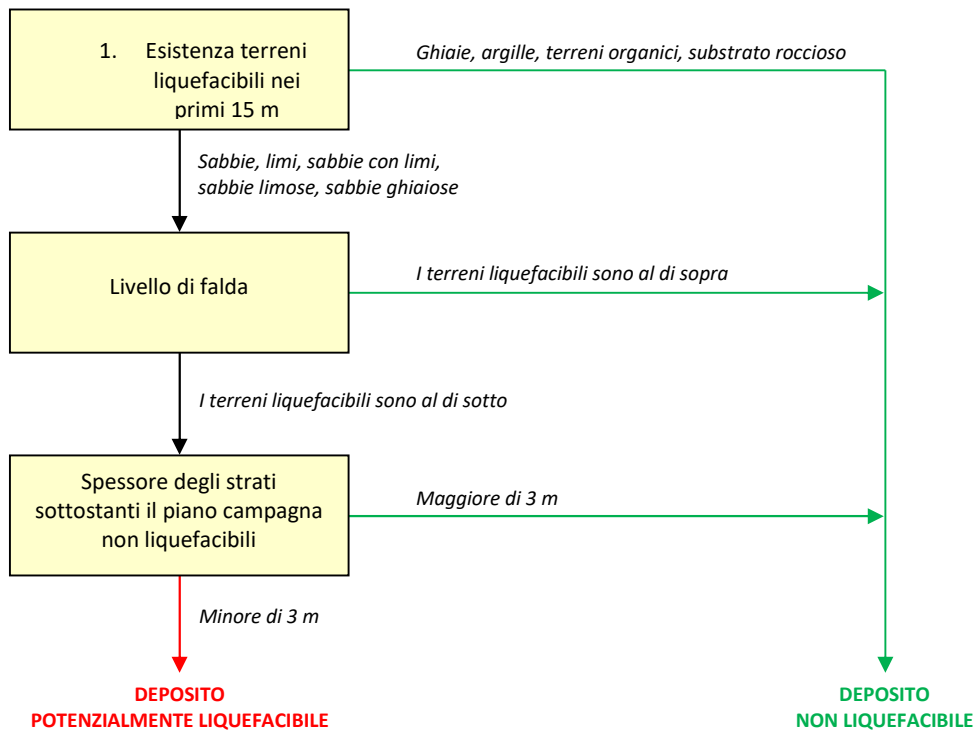 1. Esistenza terreni
liquefacibili nei
primi 15 m
Ghiaie, argille, terreni organici, substrato roccioso
Sabbie, limi, sabbie con limi,
sabbie limose, sabbie ghiaiose
Livello di falda
I terreni liquefacibili sono al di sopra
I terreni liquefacibili sono al di sotto
Spessore degli strati
sottostanti il piano campagna
non liquefacibili
Maggiore di 3 m
Minore di 3 m
DEPOSITO
POTENZIALMENTE LIQUEFACIBILE
DEPOSITO
NON LIQUEFACIBILE